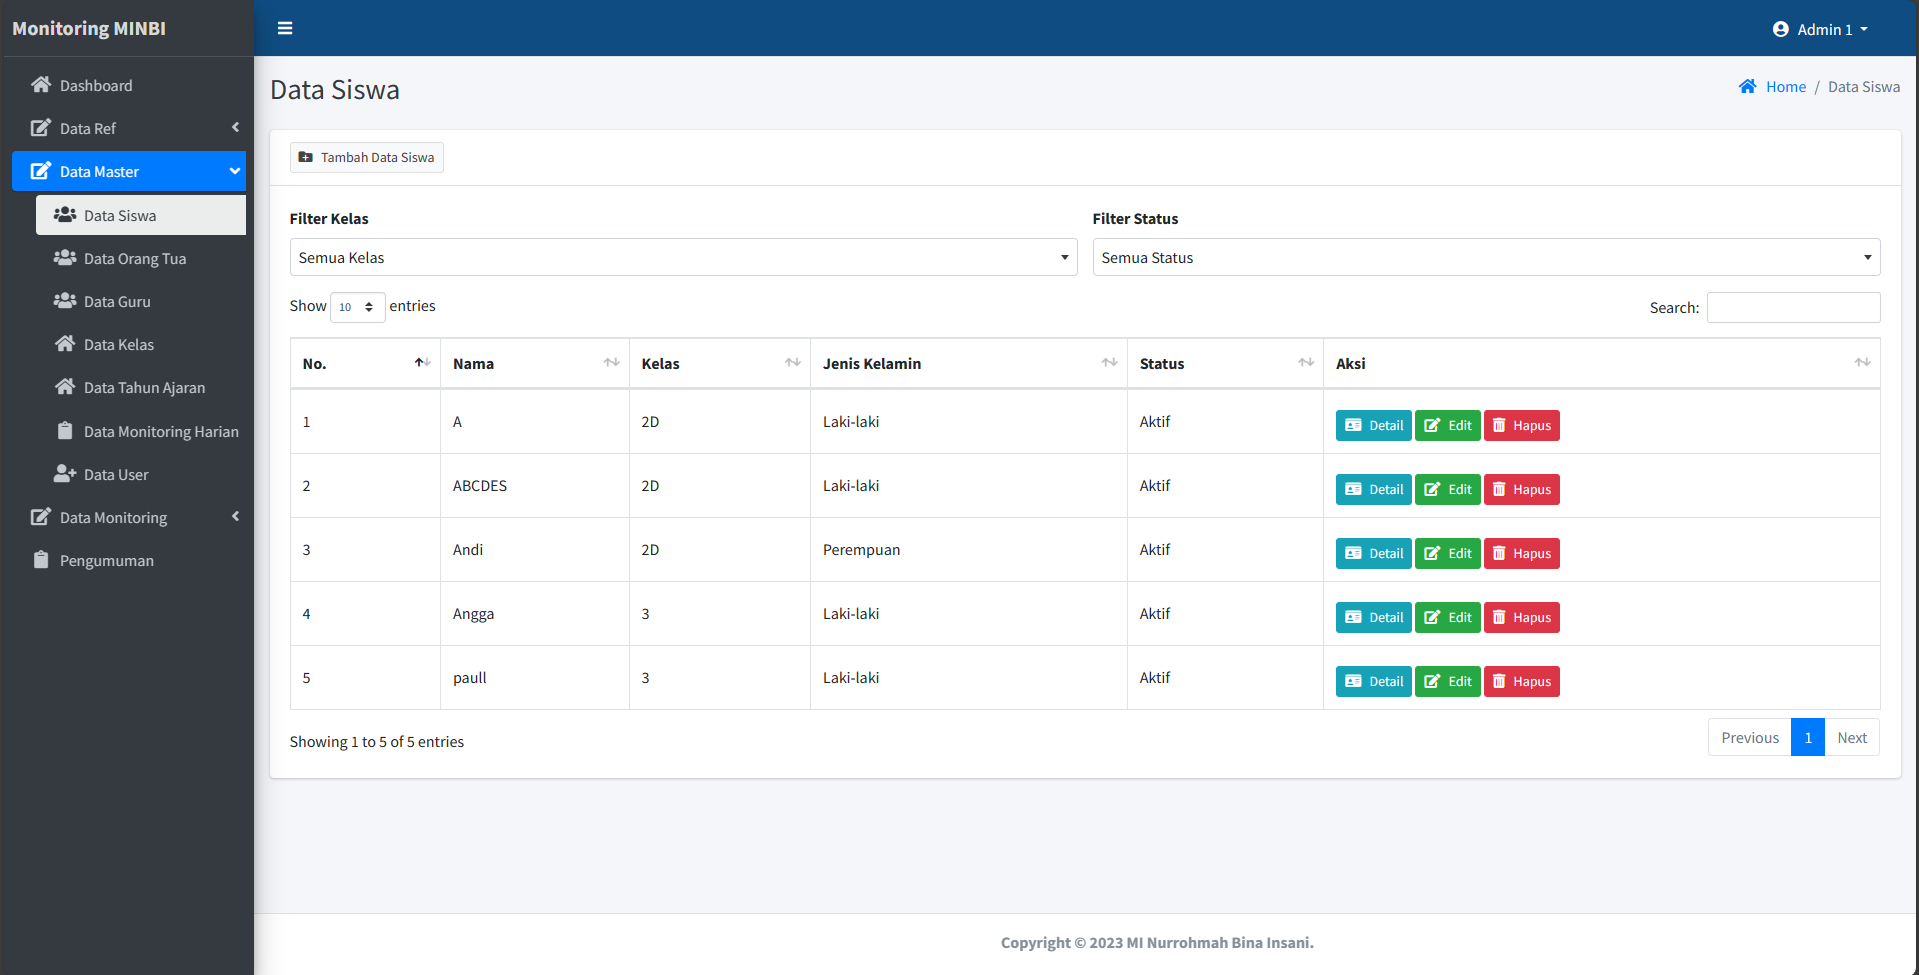 Monitoring MINBI
Admin 1
Dashboard
Data Ref
Data Master
Data Siswa
Data Orang Tua
Data Guru
Data Kelas
Data Tahun Ajaran
Data Monitoring Harian
Data User
Data Monitoring
Pengumuman
Data Siswa
Home / Data Siswa
Tambah Data Siswa
Filter Kelas Filter Status
Semua Kelas Semua Status
Show 10 entries Search:
No. Nama Kelas Jenis Kelamin Status Aksi
1 A 2D Laki-laki Aktif Detail Edit Hapus
2 ABCDES 2D Laki-laki Aktif Detail Edit Hapus
3 Andi 2D Perempuan Aktif Detail Edit Hapus
4 Angga 3 Laki-laki Aktif Detail Edit Hapus
5 paull 3 Laki-laki Aktif Detail Edit Hapus
Showing 1 to 5 of 5 entries Previous 1 Next
Copyright © 2023 MI Nurrohmah Bina Insani.